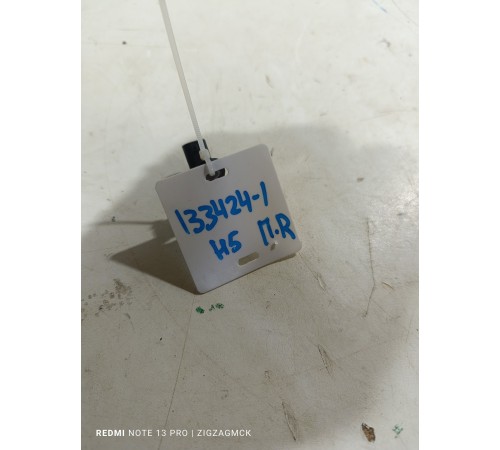 133424-1
H5 П.R
REDMI NOTE 13 PRO | ZIGZAGMCK